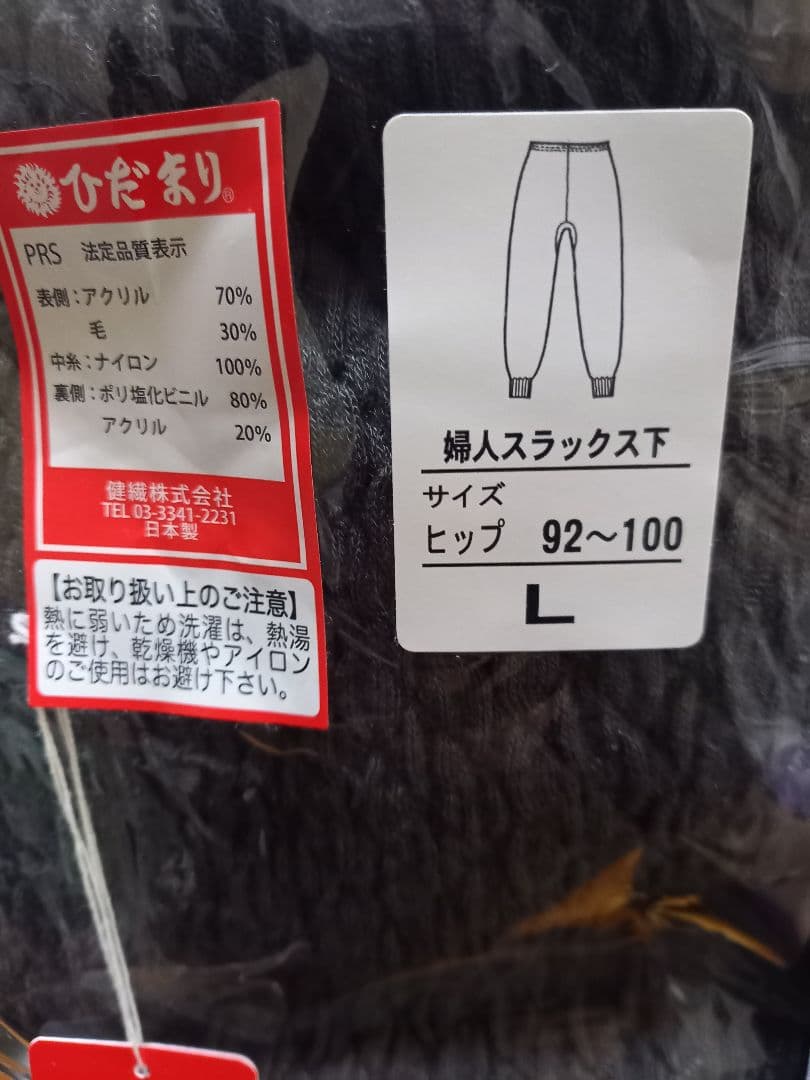 ひだまり®
PRS 法定品質表示
表側:アクリル 70%
毛 30%
中糸:ナイロン 100%
裏側:ポリ塩化ビニル 80%
アクリル 20%
健繊株式会社
TEL 03-3341-2231
日本製
【お取り扱い上のご注意】
熱に弱いため洗濯は、熱湯
を避け、乾燥機やアイロン
のご使用はお避け下さい。
婦人スラックス下
サイズ
ヒップ 92～100
L